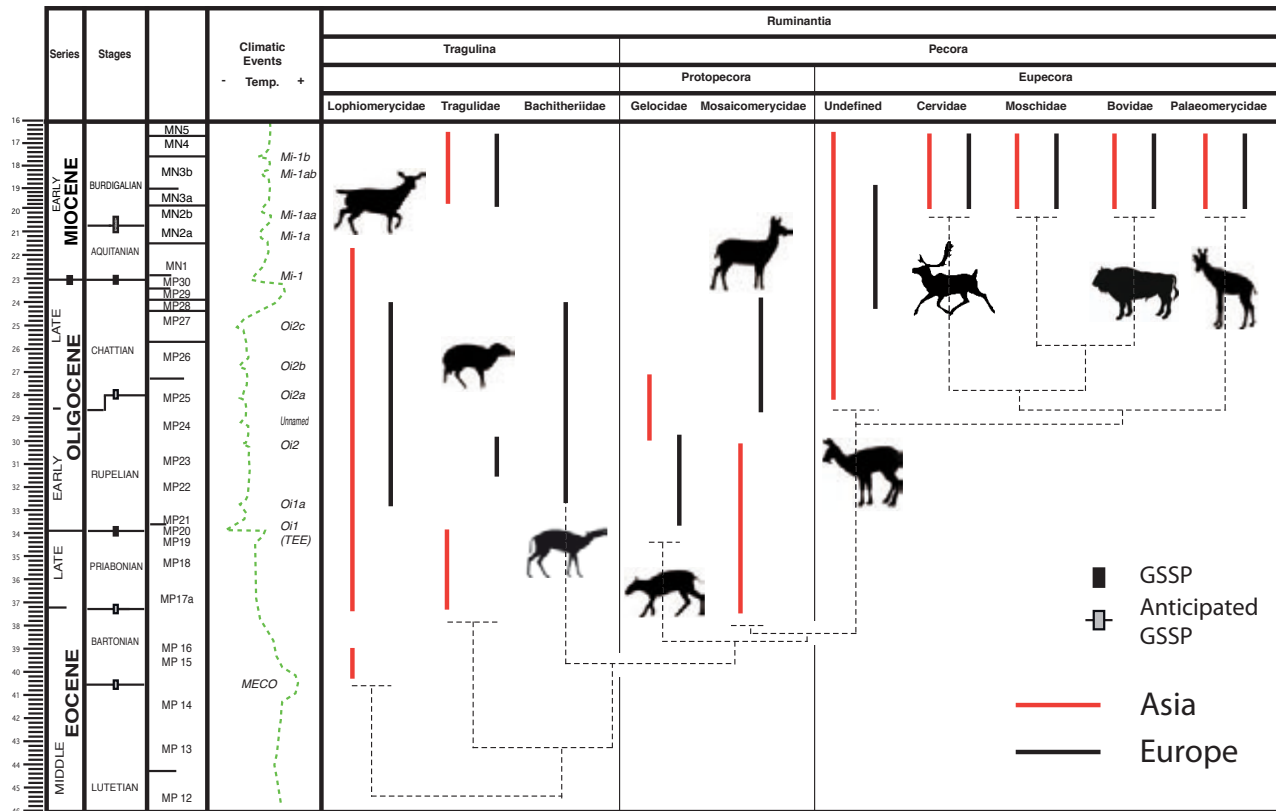 Ruminantia
Series Stages Climatic Events Tragulina Pecora
- Temp. + Protopecora Eupecora
Lophiomerycidae Tragulidae Bachitheriidae Gelocidae Mosaicomerycidae Undefined Cervidae Moschidae Bovidae Palaeomerycidae
16
17
18
19
20
21
22
23
24
25
26
27
28
29
30
31
32
33
34
35
36
37
38
39
40
41
42
43
44
45
EARLY
MIOCENE
LATE
OLIGOCENE
EARLY
LATE
EOCENE
MIDDLE
BURDIGALIAN
AQUITANIAN
CHATTIAN
RUPELIAN
PRIABONIAN
BARTONIAN
LUTETIAN
MN5
MN4
MN3b
MN3a
MN2b
MN2a
MN1
MP30
MP29
MP28
MP27
MP26
MP25
MP24
MP23
MP22
MP21
MP20
MP19
MP18
MP17a
MP 16
MP 15
MP 14
MP 13
MP 12
Mi-1b
Mi-1ab
Mi-1aa
Mi-1a
Mi-1
Oi2c
Oi2b
Oi2a
Unnamed
Oi2
Oi1a
Oi1
(TEE)
MECO
GSSP
Anticipated
GSSP
Asia
Europe